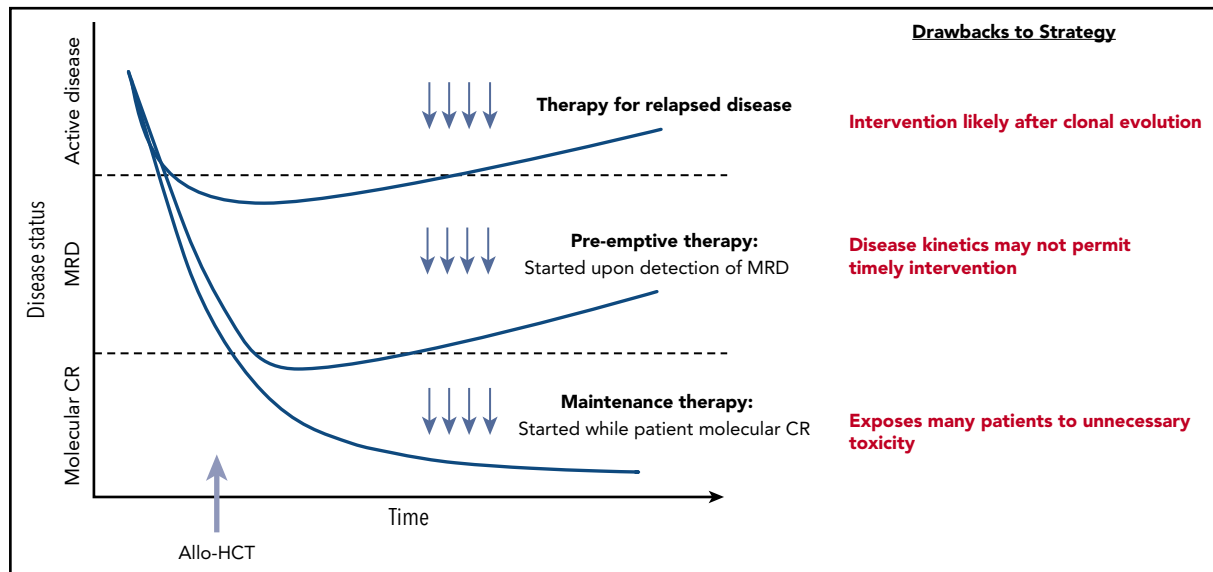 Drawbacks to Strategy
Disease status
Active disease
MRD
Molecular CR
Therapy for relapsed disease
Intervention likely after clonal evolution
Pre-emptive therapy:
Started upon detection of MRD
Disease kinetics may not permit
timely intervention
Maintenance therapy:
Started while patient molecular CR
Exposes many patients to unnecessary
toxicity
Time
Allo-HCT